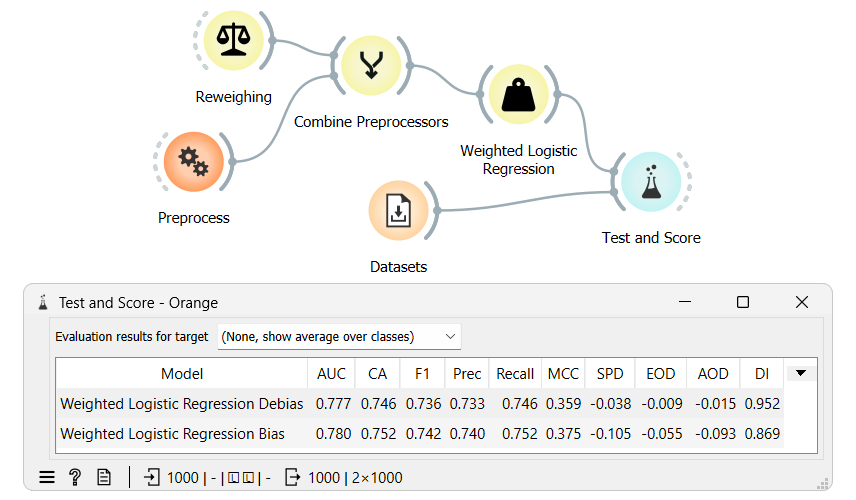 Reweighing
Combine Preprocessors
Weighted Logistic
Regression
Preprocess
Test and Score
Datasets
Test and Score - Orange
Evaluation results for target (None, show average over classes)
Model AUC CA F1 Prec Recall MCC SPD EOD AOD DI
Weighted Logistic Regression Debias 0.777 0.746 0.736 0.733 0.746 0.359 -0.038 -0.009 -0.015 0.952
Weighted Logistic Regression Bias 0.780 0.752 0.742 0.740 0.752 0.375 -0.105 -0.055 -0.093 0.869
? 1000 | - | | - 1000 | 2×1000